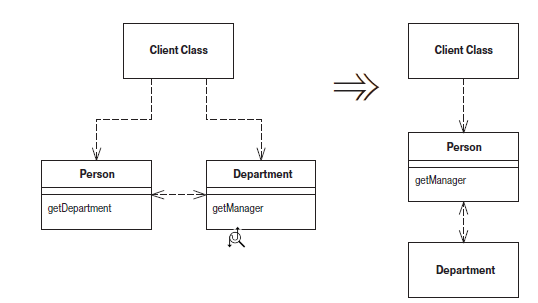 Client Class
Person
getDepartment
Department
getManager
Client Class
Person
getManager
Department